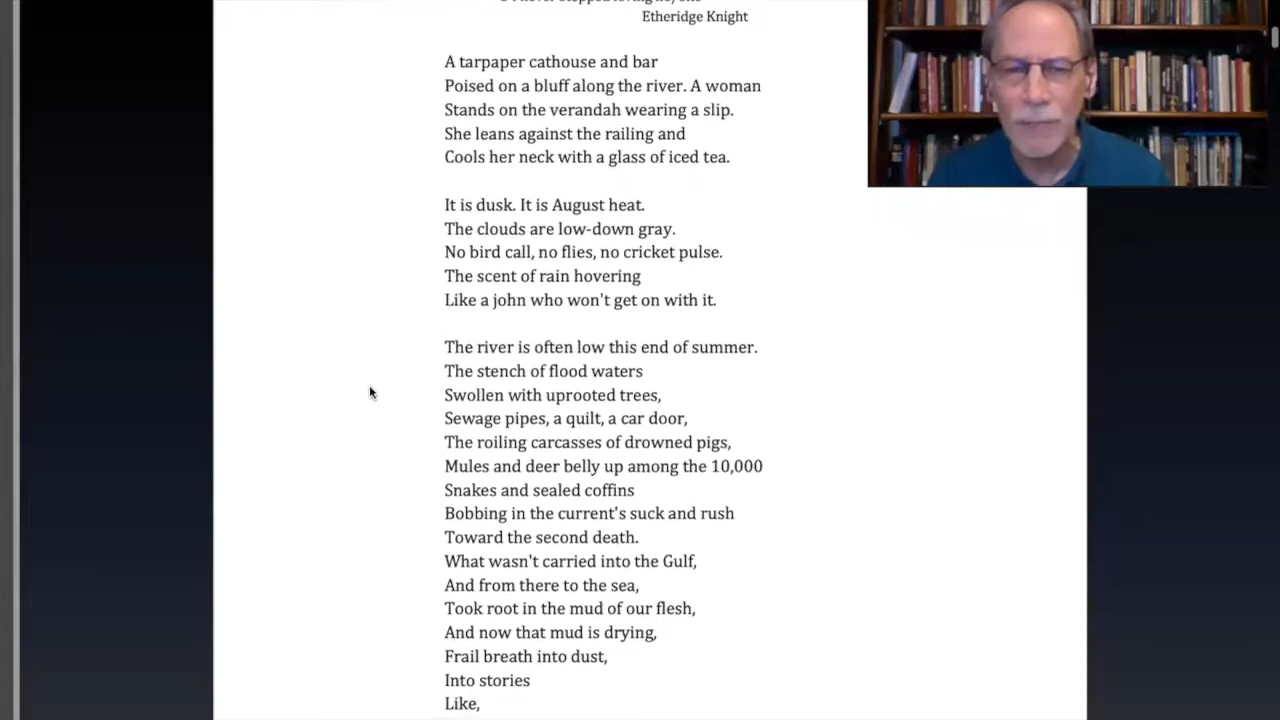 Etheridge Knight
A tarpaper cathouse and bar
Poised on a bluff along the river. A woman
Stands on the verandah wearing a slip.
She leans against the railing and
Cools her neck with a glass of iced tea.
It is dusk. It is August heat.
The clouds are low-down gray.
No bird call, no flies, no cricket pulse.
The scent of rain hovering
Like a john who won't get on with it.
The river is often low this end of summer.
The stench of flood waters
Swollen with uprooted trees,
Sewage pipes, a quilt, a car door,
The roiling carcasses of drowned pigs,
Mules and deer belly up among the 10,000
Snakes and sealed coffins
Bobbing in the current's suck and rush
Toward the second death.
What wasn't carried into the Gulf,
And from there to the sea,
Took root in the mud of our flesh,
And now that mud is drying,
Frail breath into dust,
Into stories
Like,